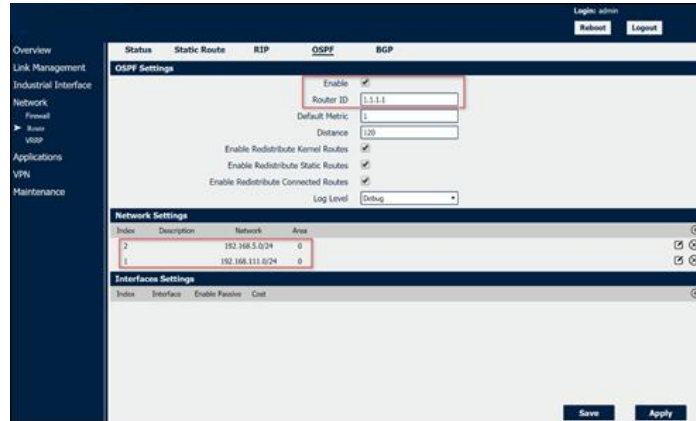 Login: admin
Reboot Logout
Overview
Link Management
Industrial Interface
Network
Firewall
Route
VRRP
Applications
VPN
Maintenance
Status Static Route RIP OSPF BGP
OSPF Settings
Enable
Router ID 1.1.1.1
Default Metric 1
Distance 120
Enable Redistribute Kernel Routes
Enable Redistribute Static Routes
Enable Redistribute Connected Routes
Log Level Debug
Network Settings
Index Description Network Area
2 192.168.5.0/24 0
1 192.168.111.0/24 0
Interfaces Settings
Index Interface Enable Passive Cost
Save Apply